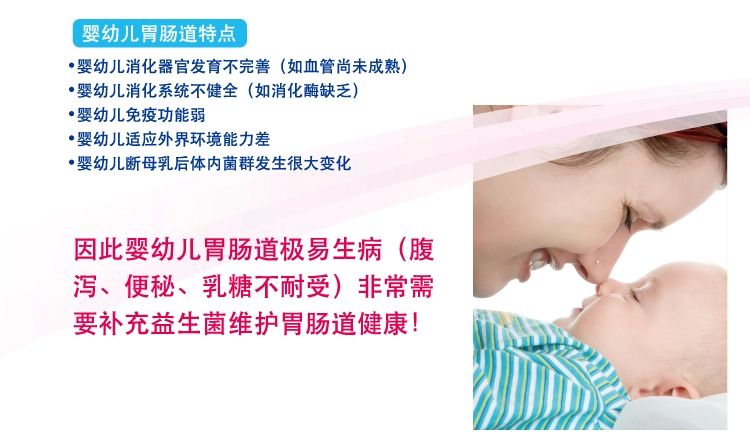 婴幼儿胃肠道特点
•婴幼儿消化器官发育不完善（如血管尚未成熟）
•婴幼儿消化系统不健全（如消化酶缺乏）
•婴幼儿免疫功能弱
•婴幼儿适应外界环境能力差
•婴幼儿断母乳后体内菌群发生很大变化
因此婴幼儿胃肠道极易生病（腹
泻、便秘、乳糖不耐受）非常需
要补充益生菌维护胃肠道健康！